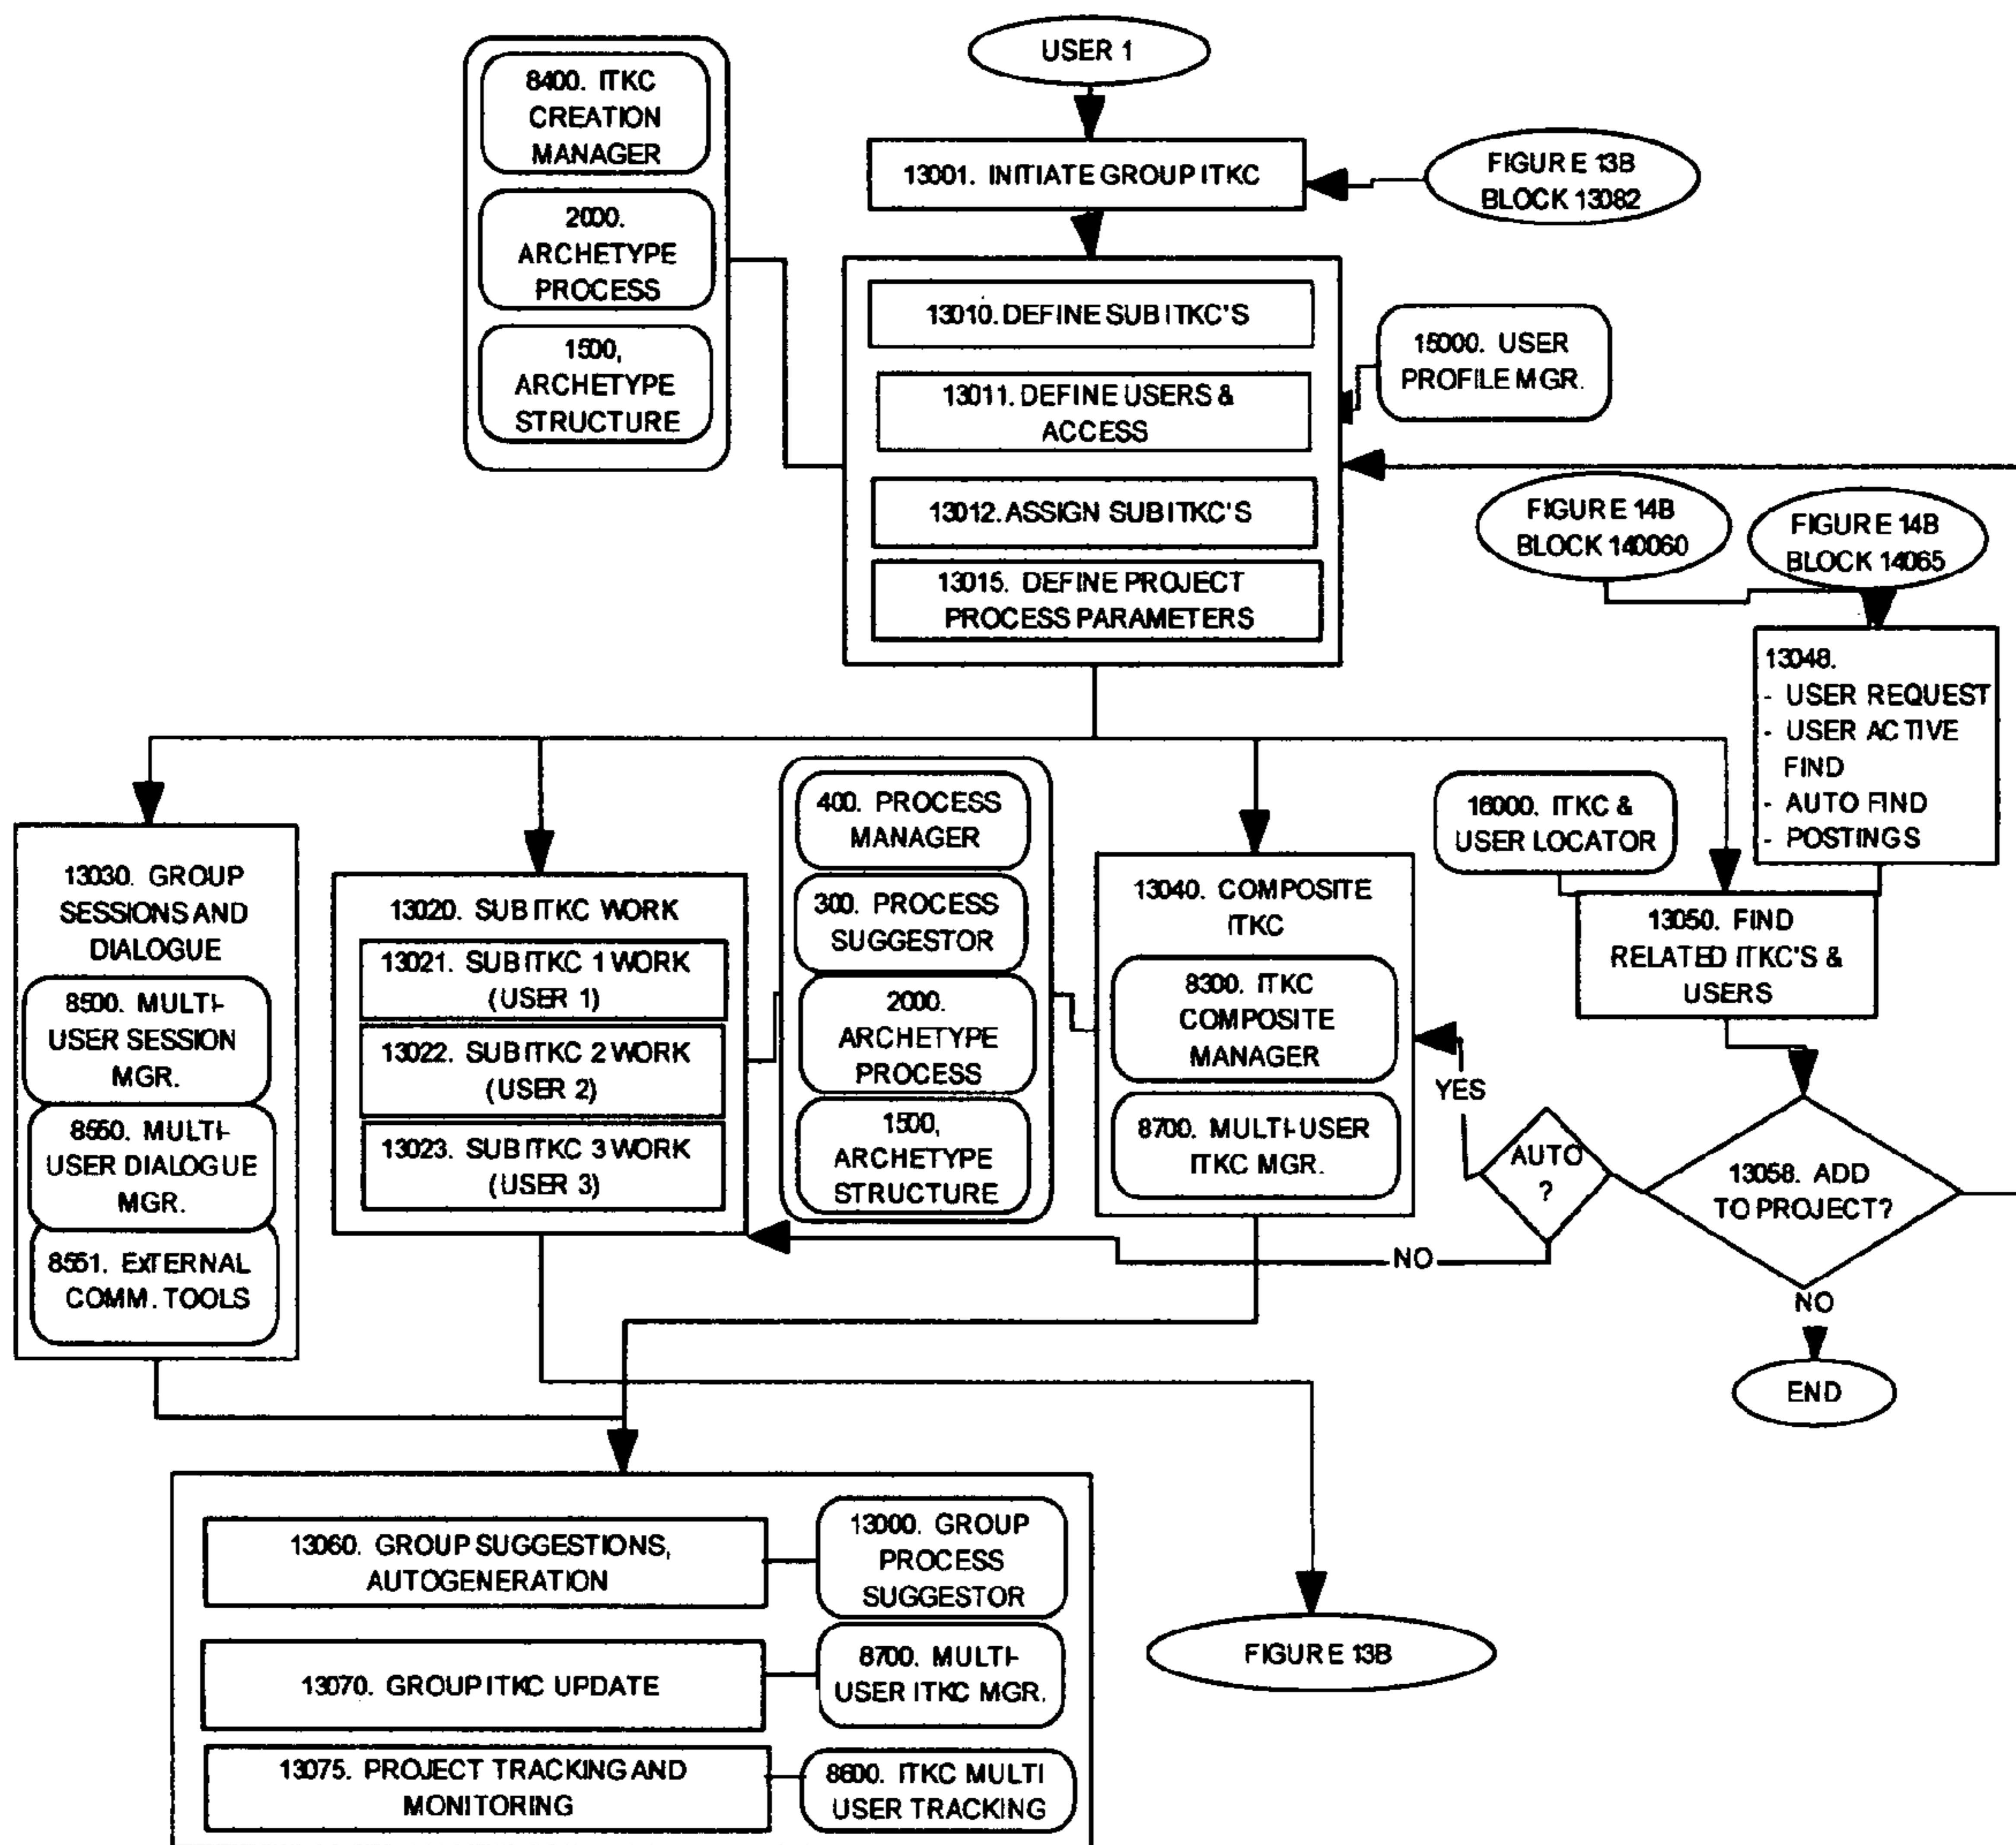 USER 1
8400. ITKC
CREATION
MANAGER
2000.
ARCHETYPE
PROCESS
1500,
ARCHETYPE
STRUCTURE
13001. INITIATE GROUP ITKC
FIGURE 13B
BLOCK 13082
13010. DEFINE SUB ITKC'S
13011. DEFINE USERS &
ACCESS
13012. ASSIGN SUB ITKC'S
13015. DEFINE PROJECT
PROCESS PARAMETERS
15000. USER
PROFILE MGR.
FIGURE 14B
BLOCK 140060
FIGURE 14B
BLOCK 14065
13048.
- USER REQUEST
- USER ACTIVE
FIND
- AUTO FIND
- POSTINGS
13030. GROUP
SESSIONS AND
DIALOGUE
8500. MULTI-
USER SESSION
MGR.
8550. MULTI-
USER DIALOGUE
MGR.
8551. EXTERNAL
COMM. TOOLS
13020. SUB ITKC WORK
13021. SUB ITKC 1 WORK
(USER 1)
13022. SUB ITKC 2 WORK
(USER 2)
13023. SUB ITKC 3 WORK
(USER 3)
400. PROCESS
MANAGER
300. PROCESS
SUGGESTOR
2000.
ARCHETYPE
PROCESS
1500,
ARCHETYPE
STRUCTURE
13040. COMPOSITE
ITKC
8300. ITKC
COMPOSITE
MANAGER
8700. MULTI-USER
ITKC MGR.
16000. ITKC &
USER LOCATOR
13050. FIND
RELATED ITKC'S &
USERS
YES
AUTO
?
13058. ADD
TO PROJECT?
NO
NO
END
13060. GROUP SUGGESTIONS,
AUTOGENERATION
13000. GROUP
PROCESS
SUGGESTOR
13070. GROUP ITKC UPDATE
8700. MULTI-
USER ITKC MGR.
13075. PROJECT TRACKING AND
MONITORING
8600. ITKC MULTI
USER TRACKING
FIGURE 13B